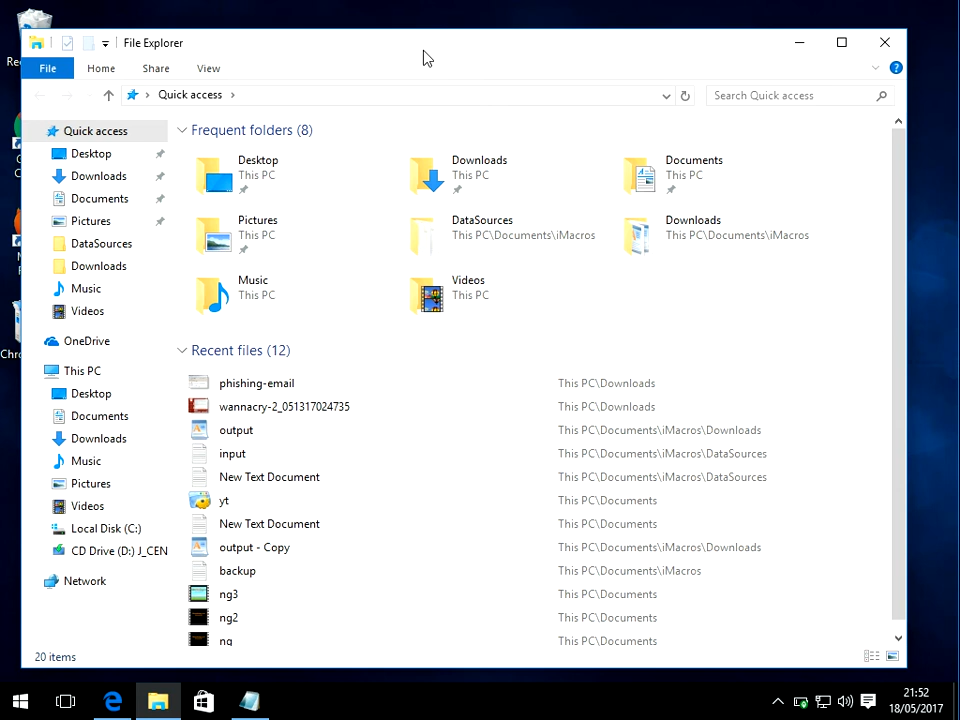 Re
File Explorer
File
Home
Share
View
Quick access
Search Quick access
Quick access
Desktop
Downloads
Documents
Pictures
DataSources
Downloads
Music
Videos
OneDrive
This PC
Desktop
Documents
Downloads
Music
Pictures
Videos
Local Disk (C:)
CD Drive (D:) J_CEN
Network
Frequent folders (8)
Desktop
This PC
Downloads
This PC
Documents
This PC
Pictures
This PC
DataSources
This PC\Documents\iMacros
Downloads
This PC\Documents\iMacros
Music
This PC
Videos
This PC
Recent files (12)
phishing-email This PC\Downloads
wannacry-2_051317024735 This PC\Downloads
output This PC\Documents\iMacros\Downloads
input This PC\Documents\iMacros\DataSources
New Text Document This PC\Documents\iMacros\DataSources
yt This PC\Documents
New Text Document This PC\Documents
output - Copy This PC\Documents\iMacros\Downloads
backup This PC\Documents\iMacros
ng3 This PC\Documents
ng2 This PC\Documents
ng This PC\Documents
20 items
Chro
21:52
18/05/2017